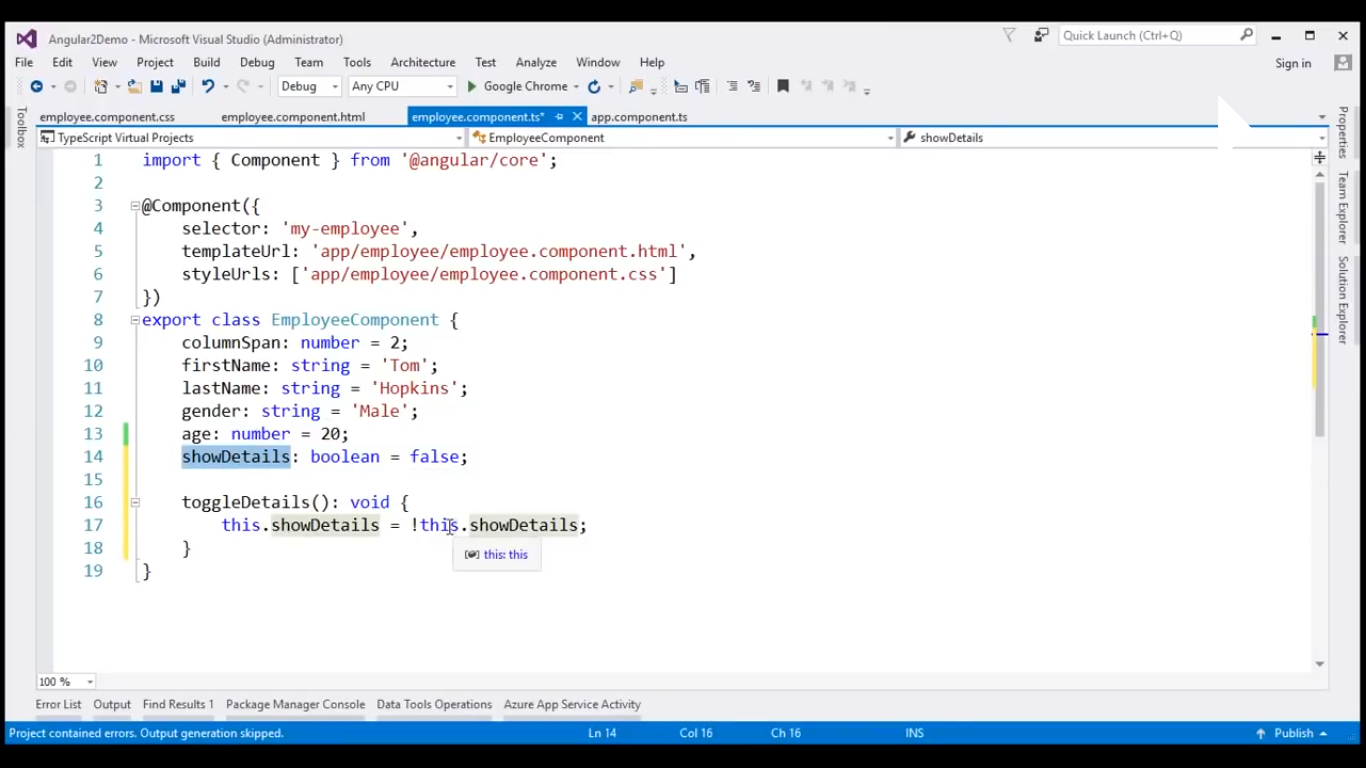 Angular2Demo - Microsoft Visual Studio (Administrator)
Quick Launch (Ctrl+Q)
File Edit View Project Build Debug Team Tools Architecture Test Analyze Window Help
Sign in
Debug Any CPU Google Chrome
employee.component.css employee.component.html employee.component.ts* app.component.ts
TypeScript Virtual Projects EmployeeComponent showDetails
Toolbox
Properties
Team Explorer
Solution Explorer
1 import { Component } from '@angular/core';
2
3 @Component({
4 selector: 'my-employee',
5 templateUrl: 'app/employee/employee.component.html',
6 styleUrls: ['app/employee/employee.component.css']
7 })
8 export class EmployeeComponent {
9 columnSpan: number = 2;
10 firstName: string = 'Tom';
11 lastName: string = 'Hopkins';
12 gender: string = 'Male';
13 age: number = 20;
14 showDetails: boolean = false;
15
16 toggleDetails(): void {
17 this.showDetails = !this.showDetails;
18 }
this: this
19 }
100 %
Error List Output Find Results 1 Package Manager Console Data Tools Operations Azure App Service Activity
Project contained errors. Output generation skipped. Ln 14 Col 16 Ch 16 INS Publish